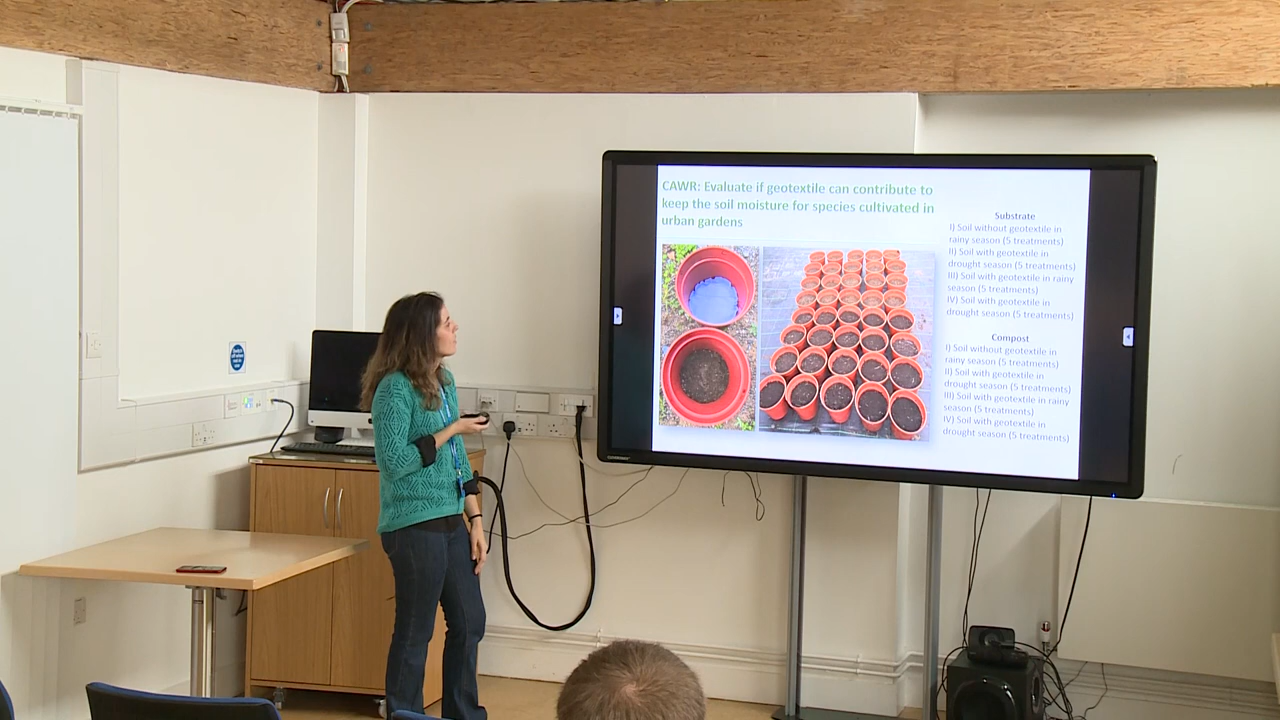 CAWR: Evaluate if geotextile can contribute to
keep the soil moisture for species cultivated in
urban gardens
Substrate
I) Soil without geotextile in
rainy season (5 treatments)
II) Soil with geotextile in
drought season (5 treatments)
III) Soil with geotextile in rainy
season (5 treatments)
IV) Soil with geotextile in
drought season (5 treatments)
Compost
I) Soil without geotextile in
rainy season (5 treatments)
II) Soil with geotextile in
drought season (5 treatments)
III) Soil with geotextile in rainy
season (5 treatments)
IV) Soil with geotextile in
drought season (5 treatments)